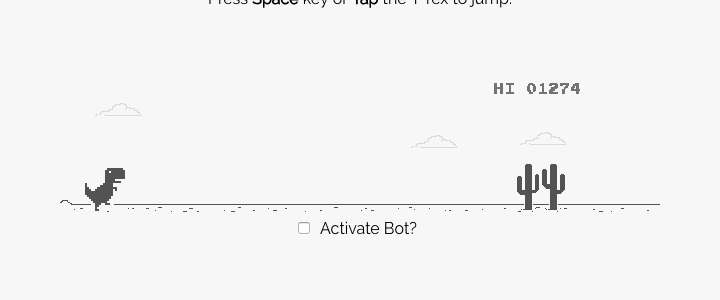 Press Space key or Tap the T-rex to jump.
HI 01274
Activate Bot?